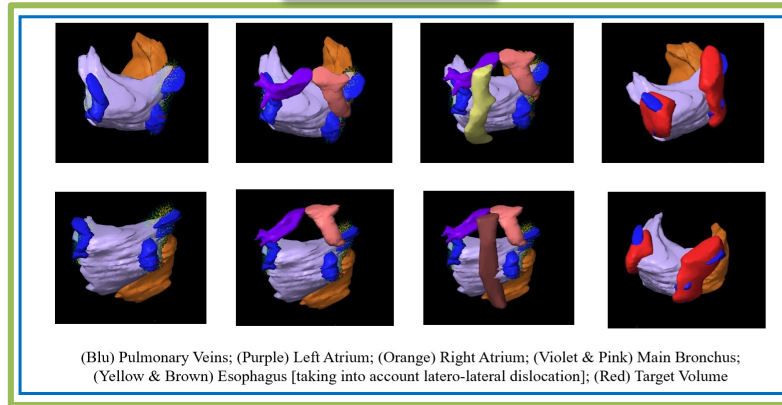 (Blu) Pulmonary Veins; (Purple) Left Atrium; (Orange) Right Atrium; (Violet & Pink) Main Bronchus;
(Yellow & Brown) Esophagus [taking into account latero-lateral dislocation]; (Red) Target Volume